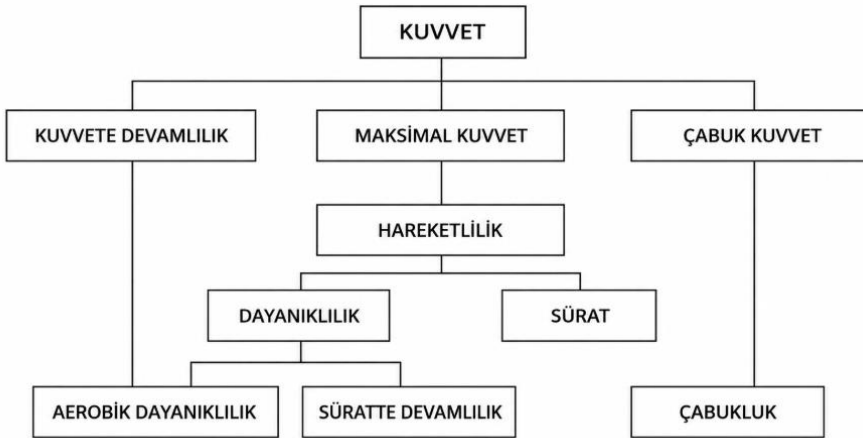 KUVVET
KUVVETE DEVAMLILIK
MAKSİMAL KUVVET
ÇABUK KUVVET
HAREKETLİLİK
DAYANIKLILIK
SÜRAT
AEROBİK DAYANIKLILIK
SÜRATTE DEVAMLILIK
ÇABUKLUK